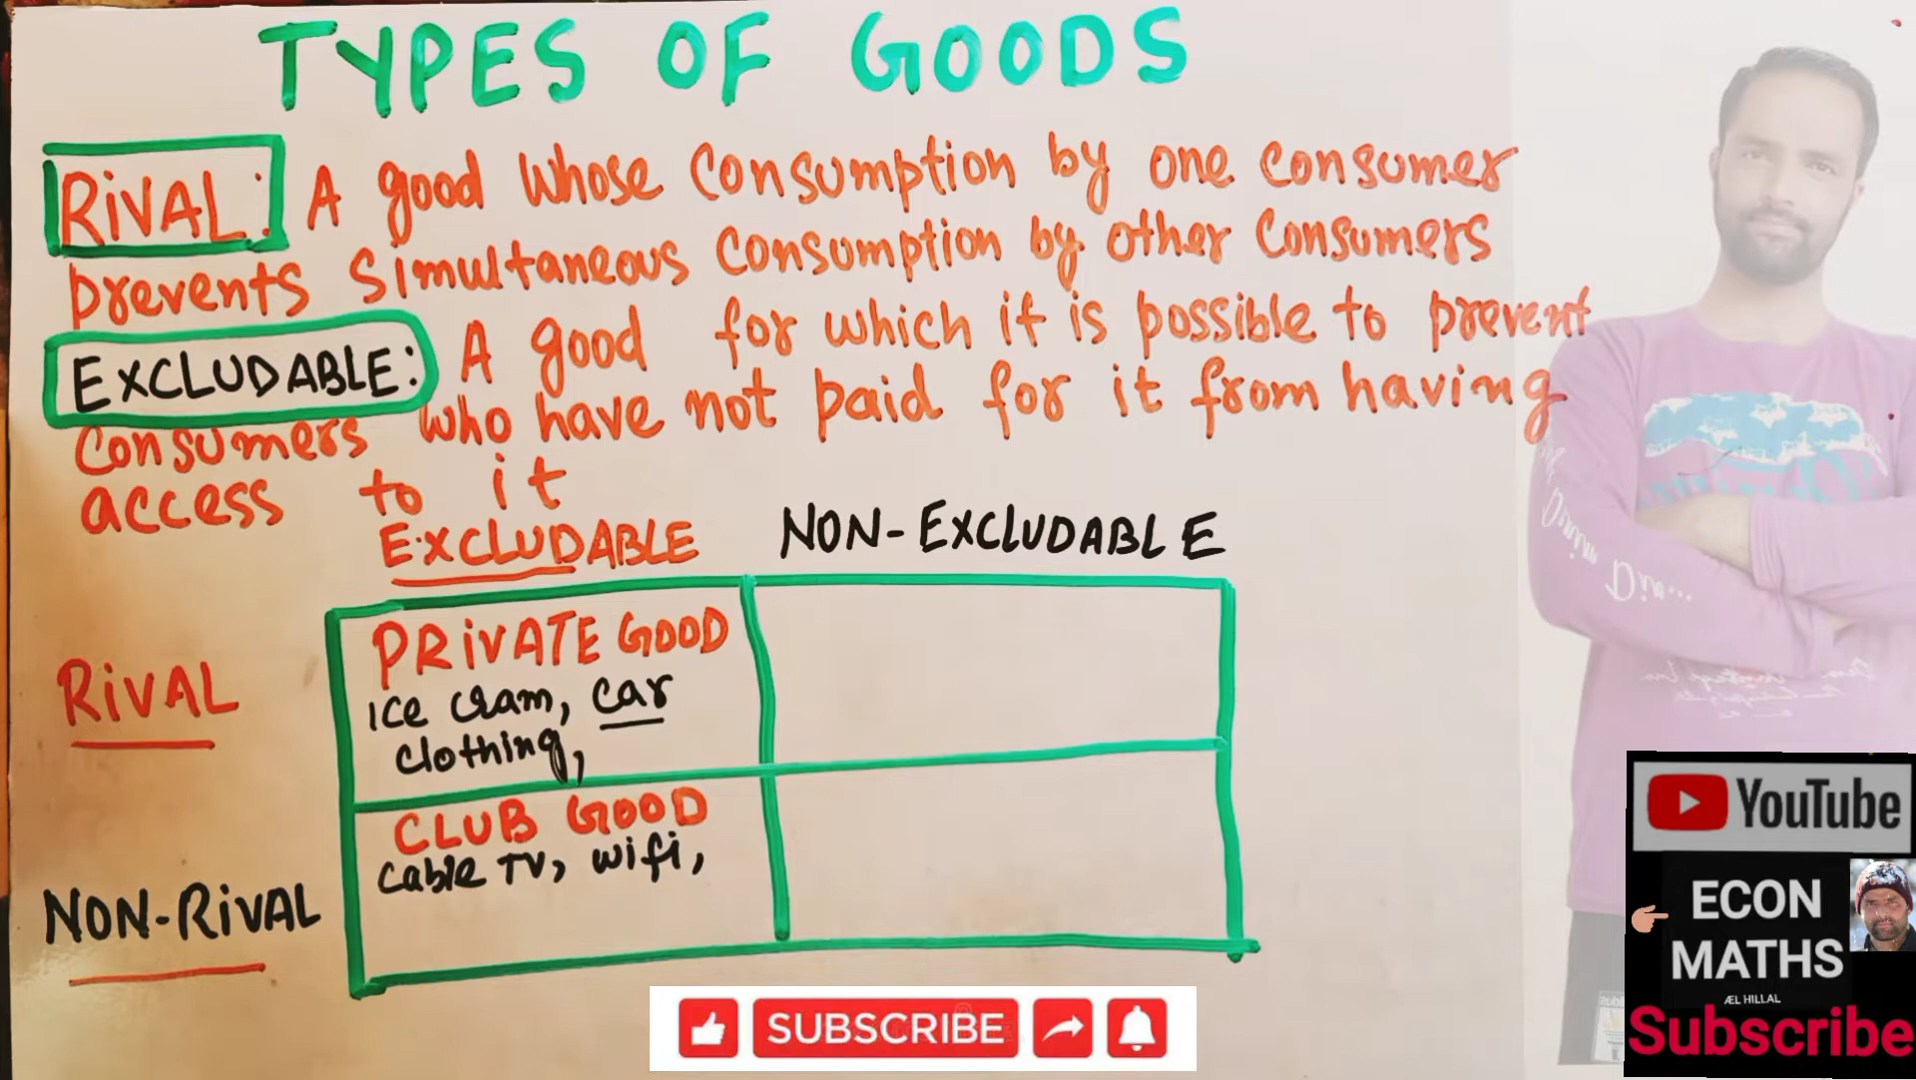 TYPES OF GOODS
RiVAL: A good whose consumption by one consumer
prevents simultaneous consumption by other consumers
EXCLUDABLE: A good for which it is possible to prevent
consumers who have not paid for it from having
access to it
EXCLUDABLE NON-EXCLUDABLE
RiVAL
PRiVATE GOOD
ice cram, car
clothing,
NON-RiVAL
CLUB GOOD
cable TV, wifi,
YouTube
ECON
MATHS
ÆL HILLAL
Subscribe
SUBSCRIBE